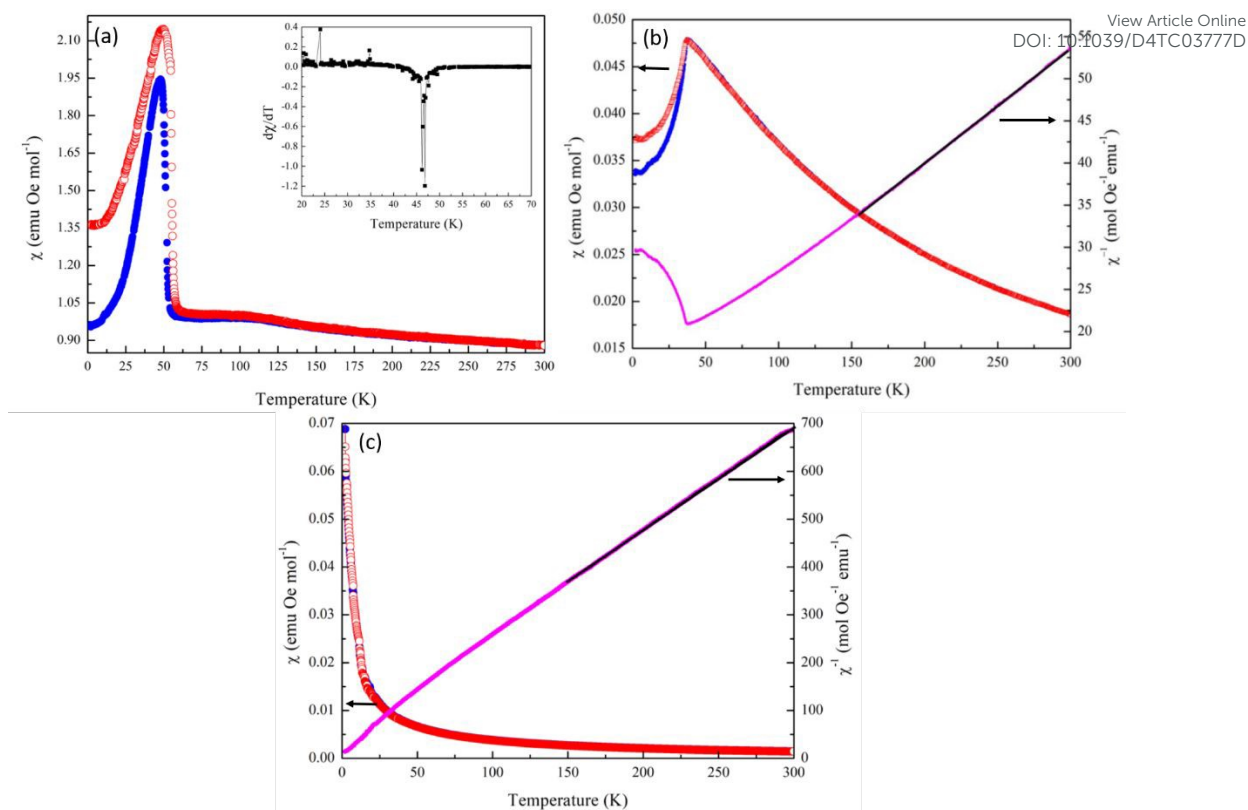 View Article Online
DOI: 10.1039/D4TC03777D
(a)
χ (emu Oe mol⁻¹)
2.10
1.95
1.80
1.65
1.50
1.35
1.20
1.05
0.90
0 25 50 75 100 125 150 175 200 225 250 275 300
Temperature (K)
dχ/dT
0.4
0.2
0.0
-0.2
-0.4
-0.6
-0.8
-1.0
-1.2
20 25 30 35 40 45 50 55 60 65 70
Temperature (K)
(b)
χ (emu Oe mol⁻¹)
0.050
0.045
0.040
0.035
0.030
0.025
0.020
0.015
0 50 100 150 200 250 300
Temperature (K)
55
50
45
40
35
30
25
20
χ⁻¹ (mol Oe⁻¹ emu⁻¹)
(c)
χ (emu Oe mol⁻¹)
0.07
0.06
0.05
0.04
0.03
0.02
0.01
0.00
0 50 100 150 200 250 300
Temperature (K)
700
600
500
400
300
200
100
0
χ⁻¹ (mol Oe⁻¹ emu⁻¹)